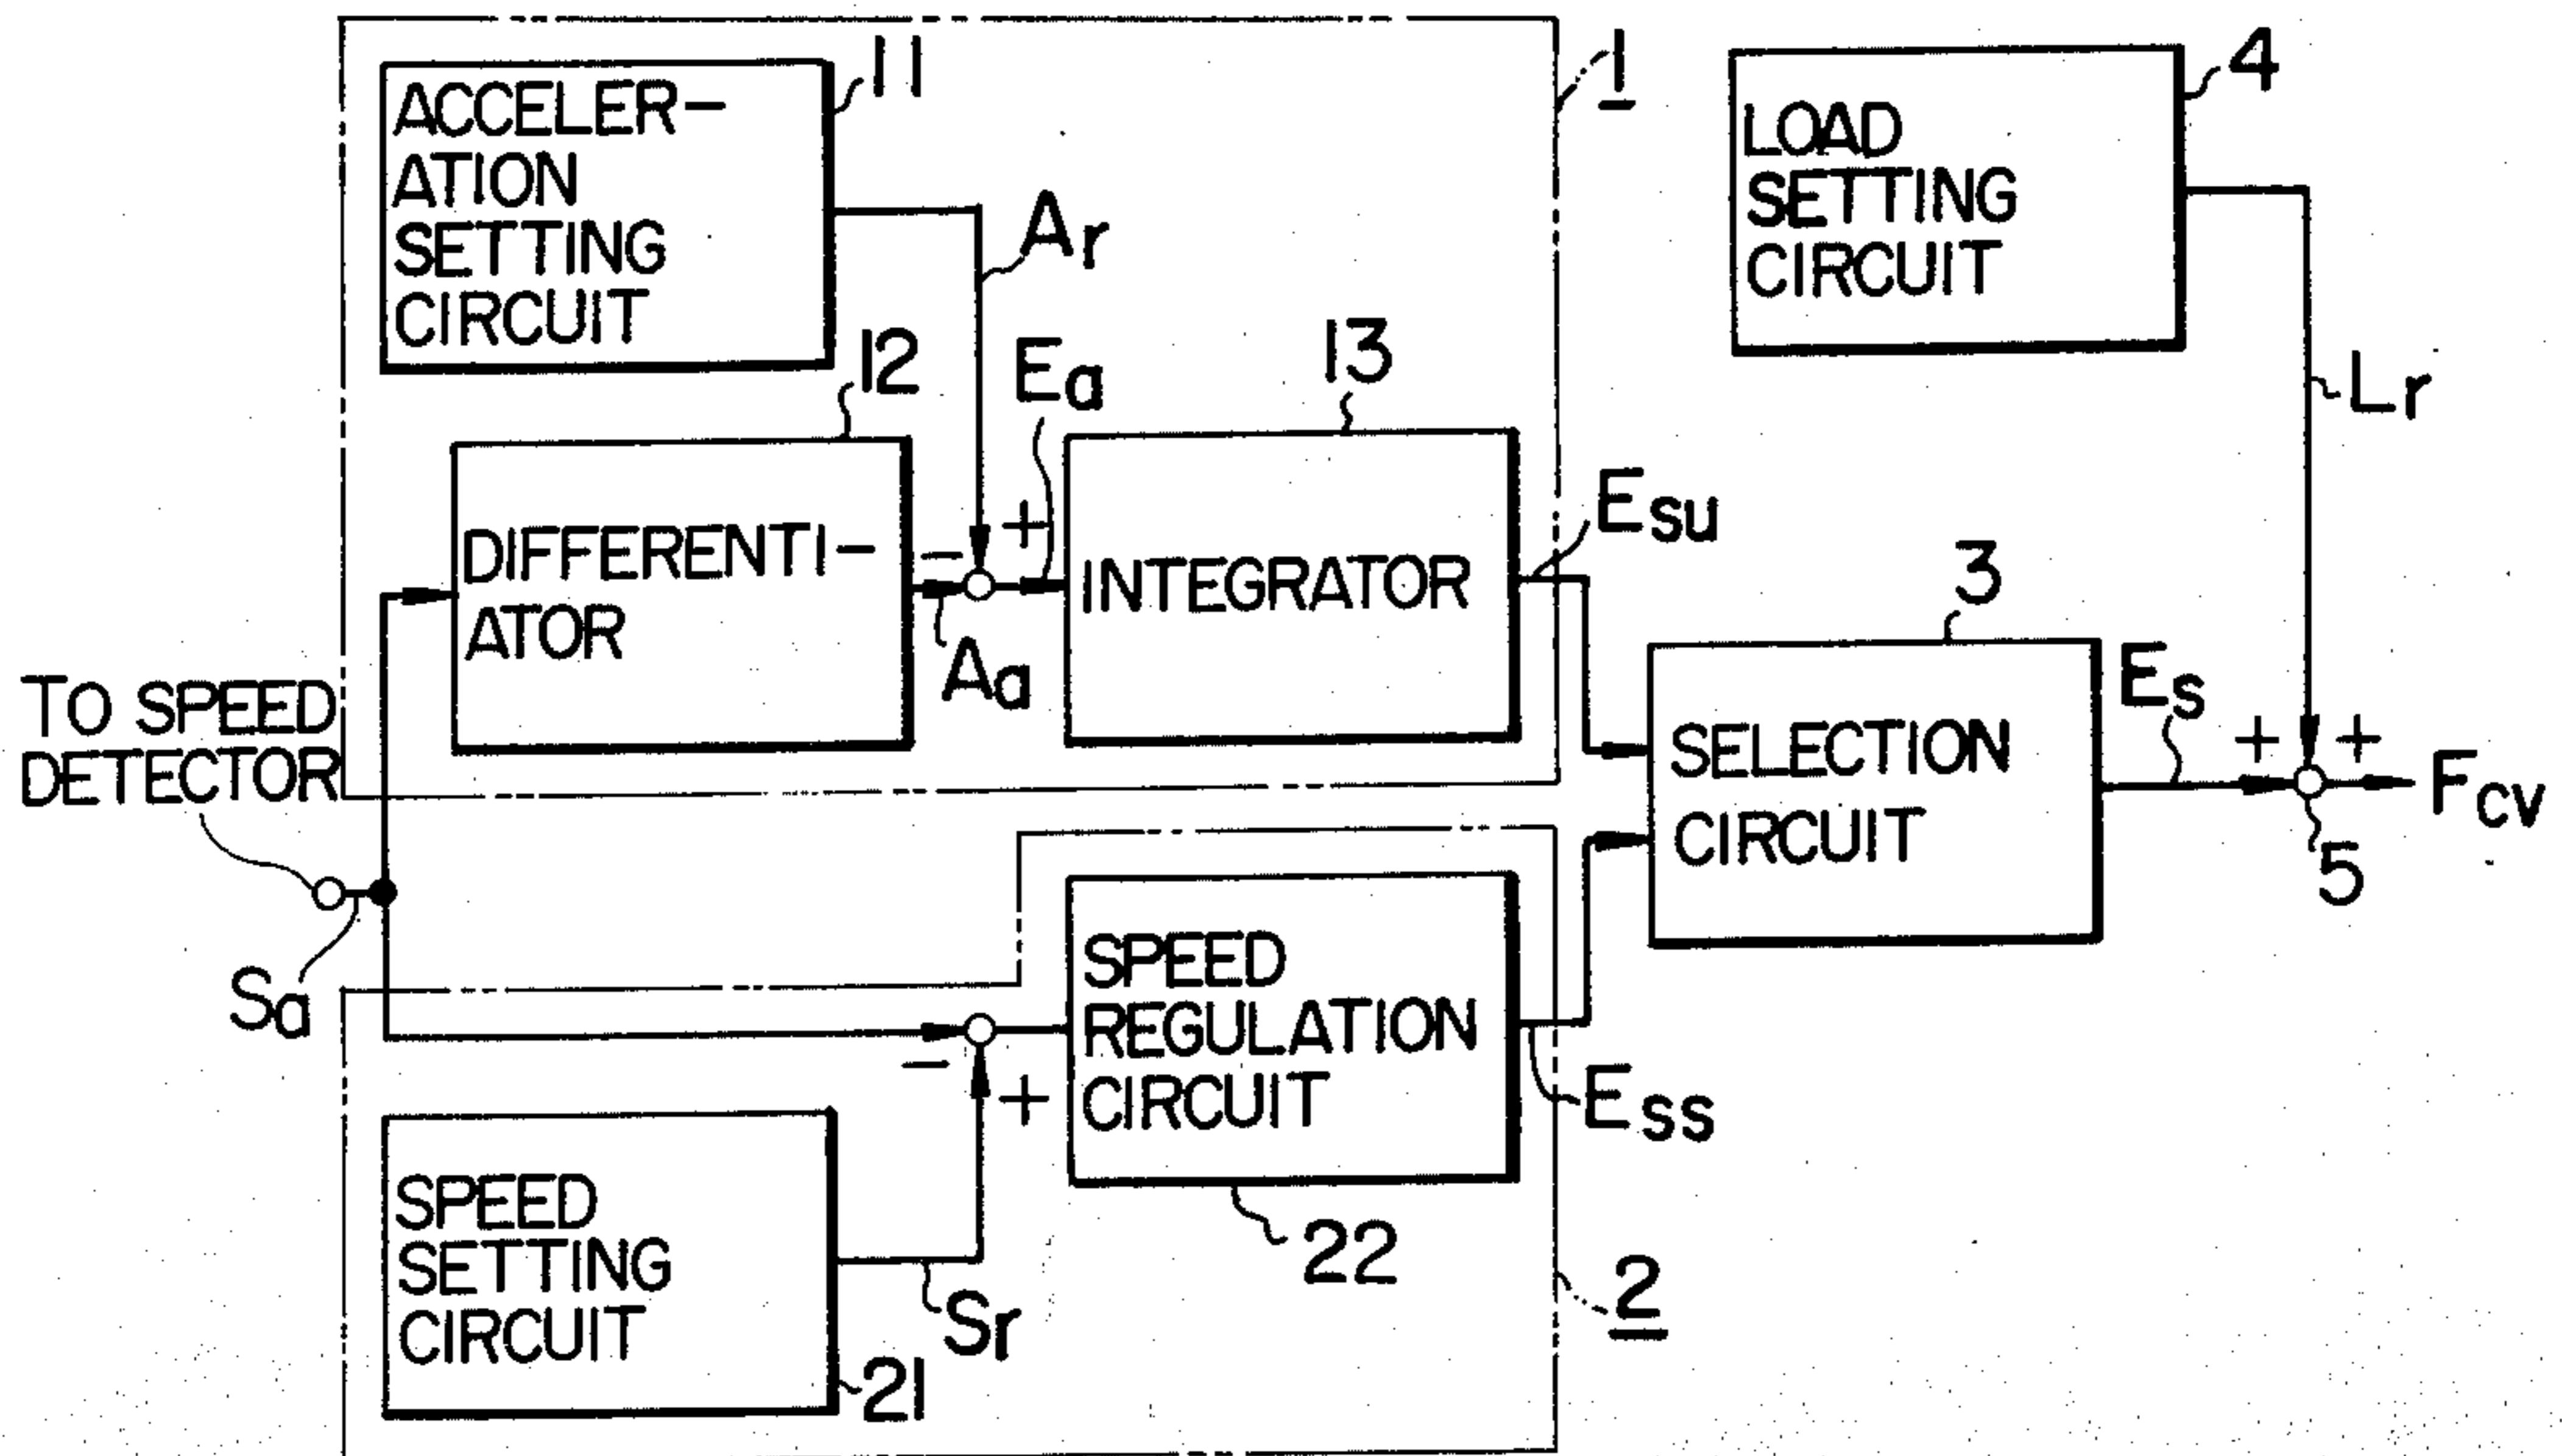 ACCELER-
ATION
SETTING
CIRCUIT
11
1
LOAD
SETTING
CIRCUIT
4
Ar
Lr
12
Ea
13
DIFFERENTI-
ATOR
-
+
Aa
INTEGRATOR
Esu
3
SELECTION
CIRCUIT
Es
+ +
Fcv
5
TO SPEED
DETECTOR
Sa
-
+
SPEED
REGULATION
CIRCUIT
Ess
22
2
SPEED
SETTING
CIRCUIT
Sr
21